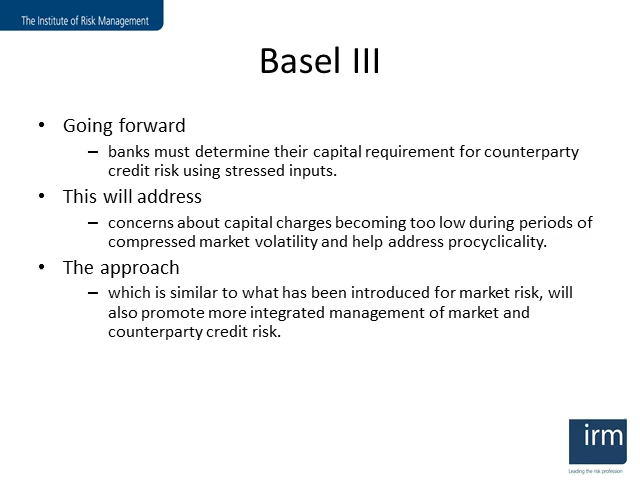 The Institute of Risk Management
Basel III
• Going forward
– banks must determine their capital requirement for counterparty
credit risk using stressed inputs.
• This will address
– concerns about capital charges becoming too low during periods of
compressed market volatility and help address procyclicality.
• The approach
– which is similar to what has been introduced for market risk, will
also promote more integrated management of market and
counterparty credit risk.
irm
Leading the risk profession